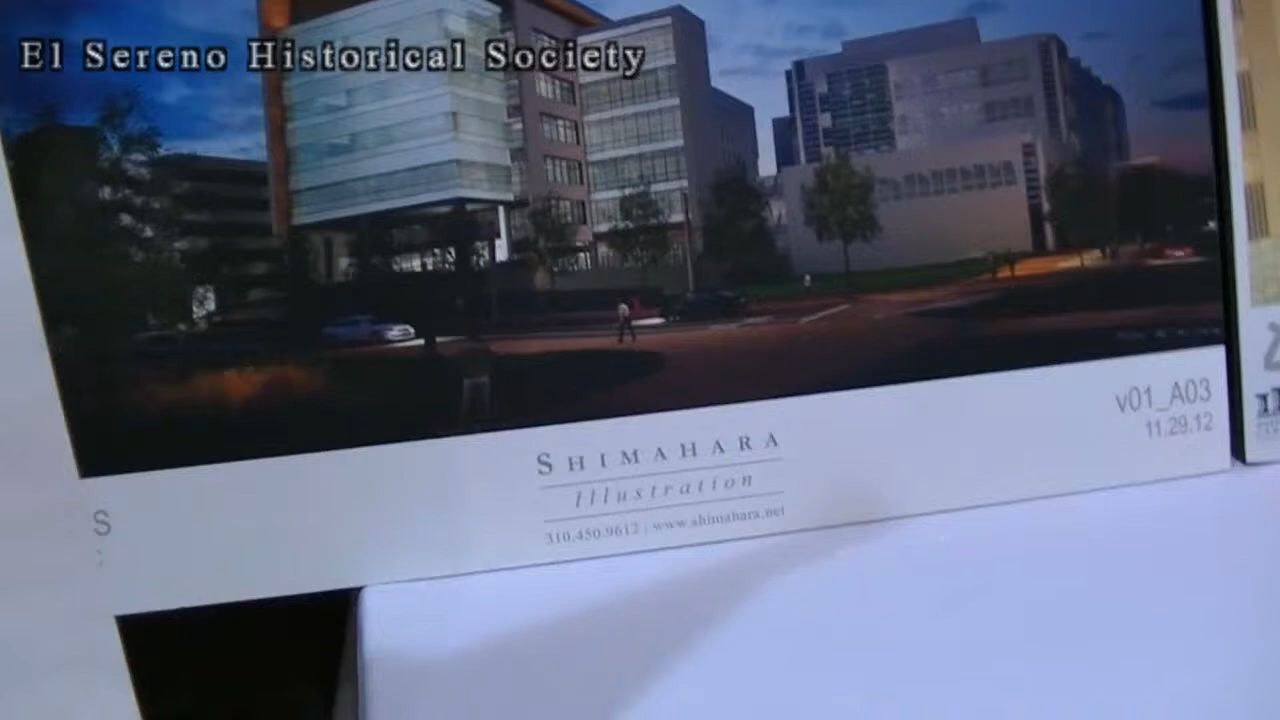 El Sereno Historical Society
v01_A03
11.29.12
SHIMAHARA
Illustration
310.450.9612 | www.shimahara.net
S
: